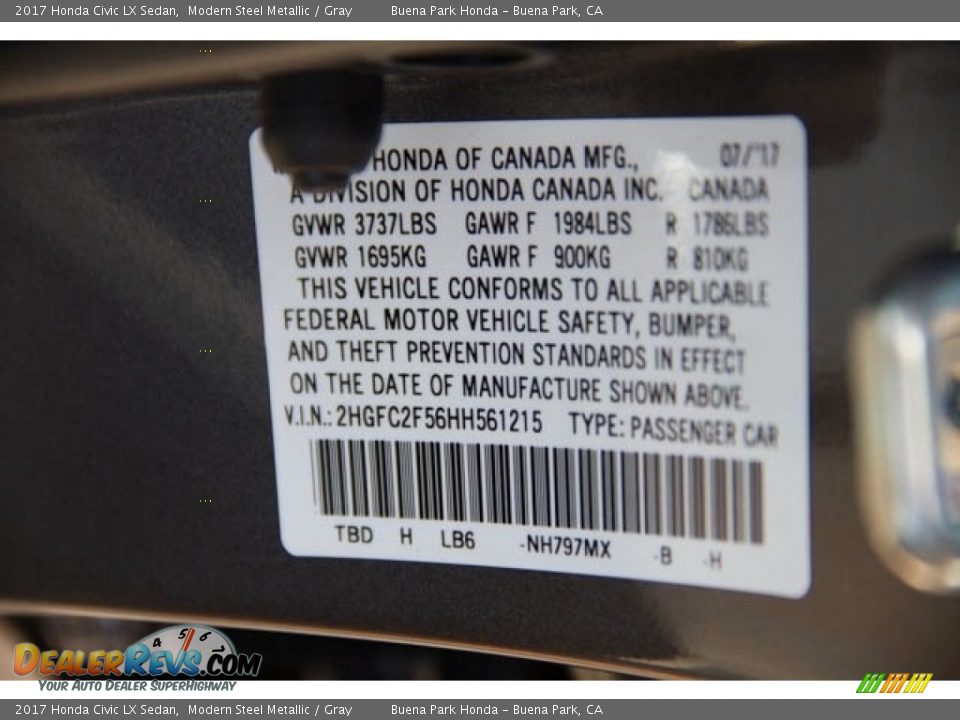 2017 Honda Civic LX Sedan, Modern Steel Metallic / Gray Buena Park Honda - Buena Park, CA
HONDA OF CANADA MFG., 07/'17
A DIVISION OF HONDA CANADA INC. CANADA
GVWR 3737LBS GAWR F 1984LBS R 1786LBS
GVWR 1695KG GAWR F 900KG R 810KG
THIS VEHICLE CONFORMS TO ALL APPLICABLE
FEDERAL MOTOR VEHICLE SAFETY, BUMPER,
AND THEFT PREVENTION STANDARDS IN EFFECT
ON THE DATE OF MANUFACTURE SHOWN ABOVE.
V.I.N.: 2HGFC2F56HH561215 TYPE: PASSENGER CAR
TBD H LB6 -NH797MX -B -H
4 5 6
DEALERREVS.COM
YOUR AUTO DEALER SUPERHIGHWAY
2017 Honda Civic LX Sedan, Modern Steel Metallic / Gray Buena Park Honda - Buena Park, CA